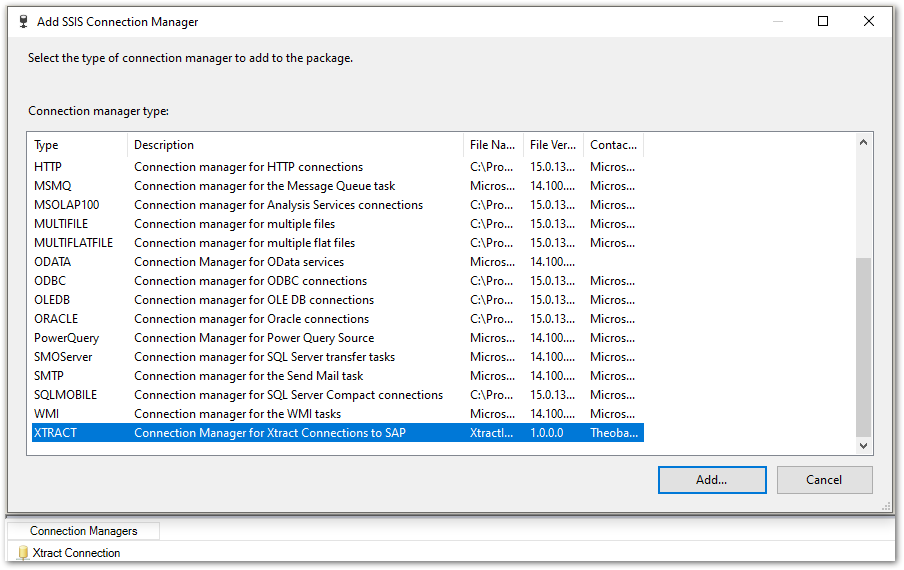 Add SSIS Connection Manager
Select the type of connection manager to add to the package.
Connection manager type:
Type Description File Na... File Ver... Contac...
HTTP Connection manager for HTTP connections C:\Pro... 15.0.13... Micros...
MSMQ Connection manager for the Message Queue task Micros... 14.100.... Micros...
MSOLAP100 Connection manager for Analysis Services connections C:\Pro... 15.0.13... Micros...
MULTIFILE Connection manager for multiple files C:\Pro... 15.0.13... Micros...
MULTIFLATFILE Connection manager for multiple flat files C:\Pro... 15.0.13... Micros...
ODATA Connection Manager for OData services Micros... 14.100....
ODBC Connection manager for ODBC connections C:\Pro... 15.0.13... Micros...
OLEDB Connection manager for OLE DB connections C:\Pro... 15.0.13... Micros...
ORACLE Connection manager for Oracle connections C:\Pro... 15.0.13... Micros...
PowerQuery Connection Manager for Power Query Source Micros... 14.100.... Micros...
SMOServer Connection manager for SQL Server transfer tasks Micros... 14.100.... Micros...
SMTP Connection manager for the Send Mail task Micros... 14.100.... Micros...
SQLMOBILE Connection manager for SQL Server Compact connections C:\Pro... 15.0.13... Micros...
WMI Connection manager for the WMI tasks Micros... 14.100.... Micros...
XTRACT Connection Manager for Xtract Connections to SAP XtractI... 1.0.0.0 Theoba...
Add... Cancel
Connection Managers
Xtract Connection